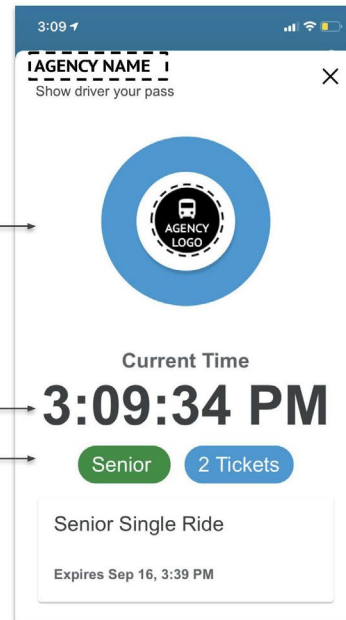 3:09
AGENCY NAME
Show driver your pass
AGENCY
LOGO
Current Time
3:09:34 PM
Senior
2 Tickets
Senior Single Ride
Expires Sep 16, 3:39 PM